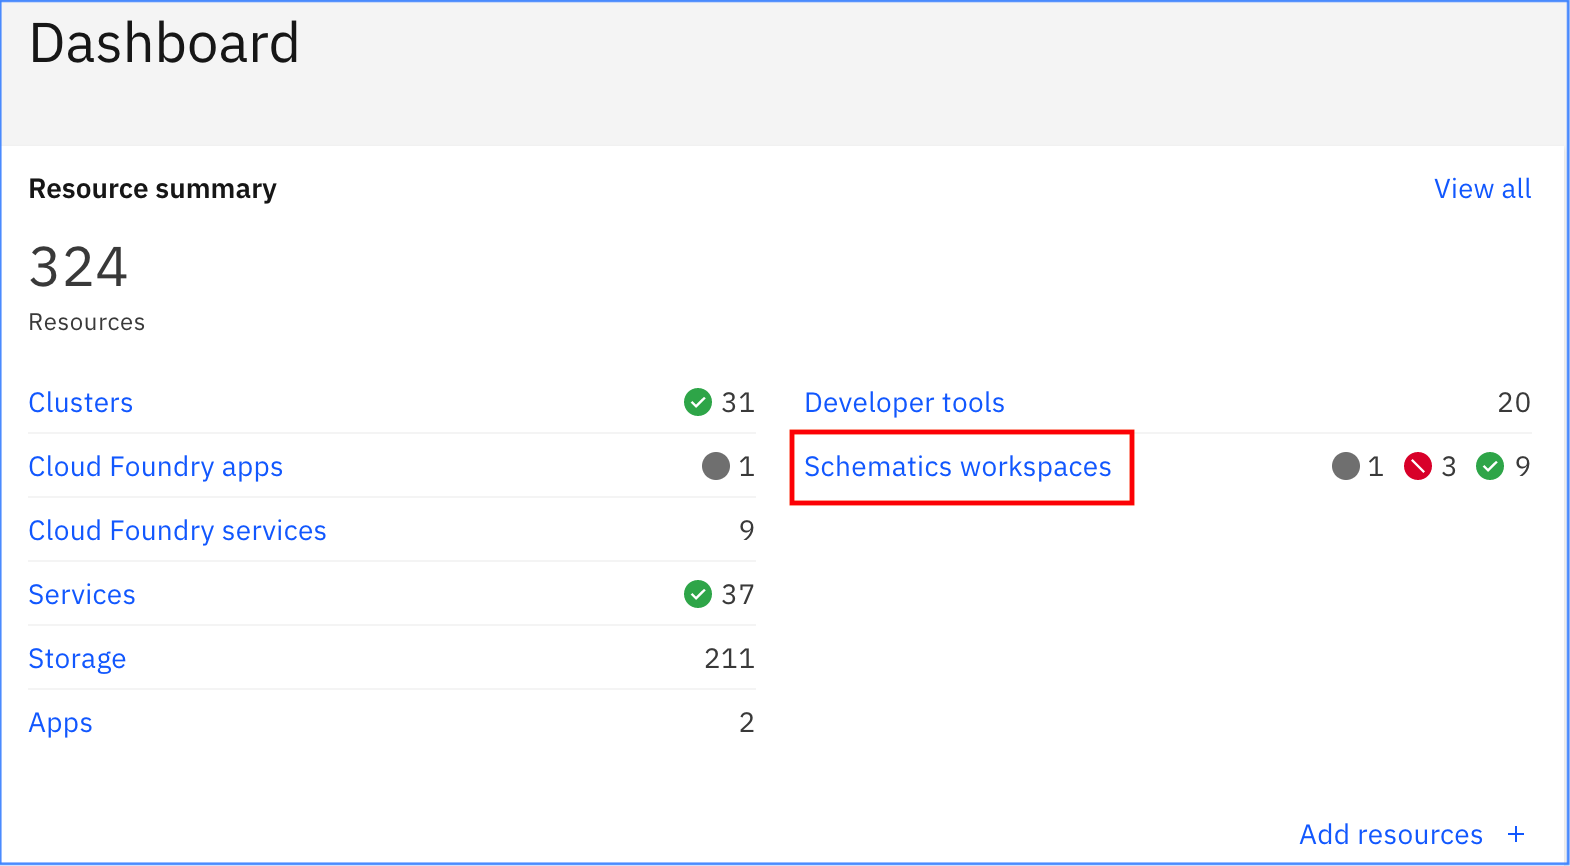 Dashboard
Resource summary
View all
324
Resources
Clusters 31
Cloud Foundry apps 1
Cloud Foundry services 9
Services 37
Storage 211
Apps 2
Developer tools 20
Schematics workspaces 1 3 9
Add resources +